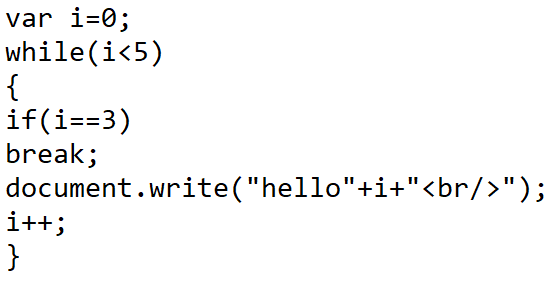 var i=0;
while(i<5)
{
if(i==3)
break;
document.write("hello"+i+"<br/>");
i++;
}